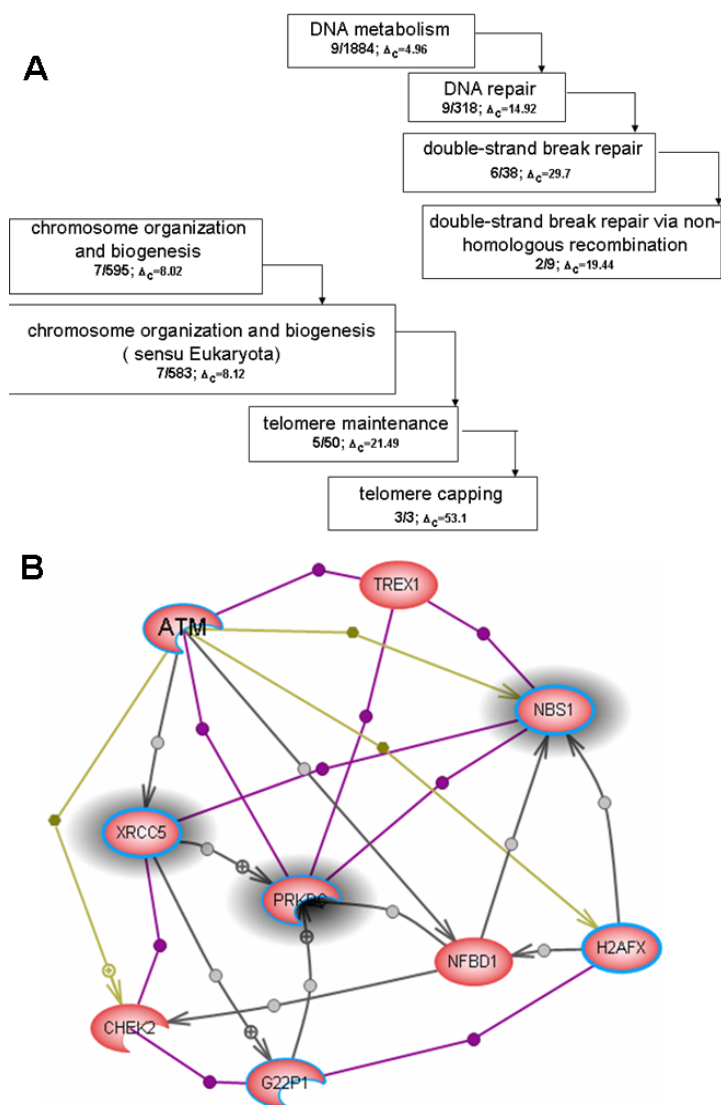 A
DNA metabolism
9/1884; Δc=4.96
DNA repair
9/318; Δc=14.92
double-strand break repair
6/38; Δc=29.7
double-strand break repair via non-
homologous recombination
2/9; Δc=19.44
chromosome organization
and biogenesis
7/595; Δc=8.02
chromosome organization and biogenesis
( sensu Eukaryota)
7/583; Δc=8.12
telomere maintenance
5/50; Δc=21.49
telomere capping
3/3; Δc=53.1
B
TREX1
ATM
NBS1
XRCC5
PRKDC
NFBD1
H2AFX
CHEK2
G22P1